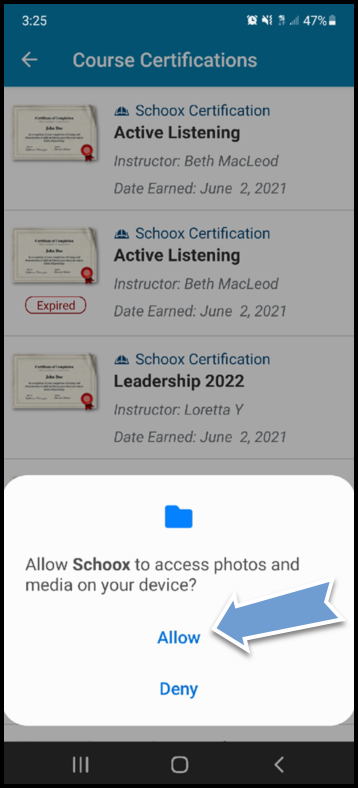 3:25
47%
Course Certifications
Schoox Certification
Active Listening
Instructor: Beth MacLeod
Date Earned: June 2, 2021
Schoox Certification
Active Listening
Instructor: Beth MacLeod
Expired
Date Earned: June 2, 2021
Schoox Certification
Leadership 2022
Instructor: Loretta Y
Date Earned: June 2, 2021
Allow Schoox to access photos and
media on your device?
Allow
Deny